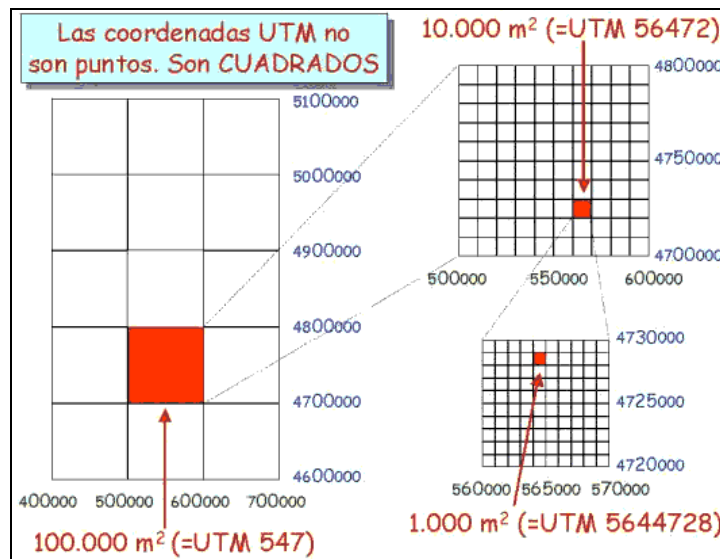 Las coordenadas UTM no
son puntos. Son CUADRADOS
5100000
5000000
4900000
4800000
4700000
4600000
400000 500000 600000 700000
100.000 m² (=UTM 547)
10.000 m² (=UTM 56472)
4800000
4750000
4700000
500000 550000 600000
4730000
4725000
4720000
560000 565000 570000
1.000 m² (=UTM 5644728)